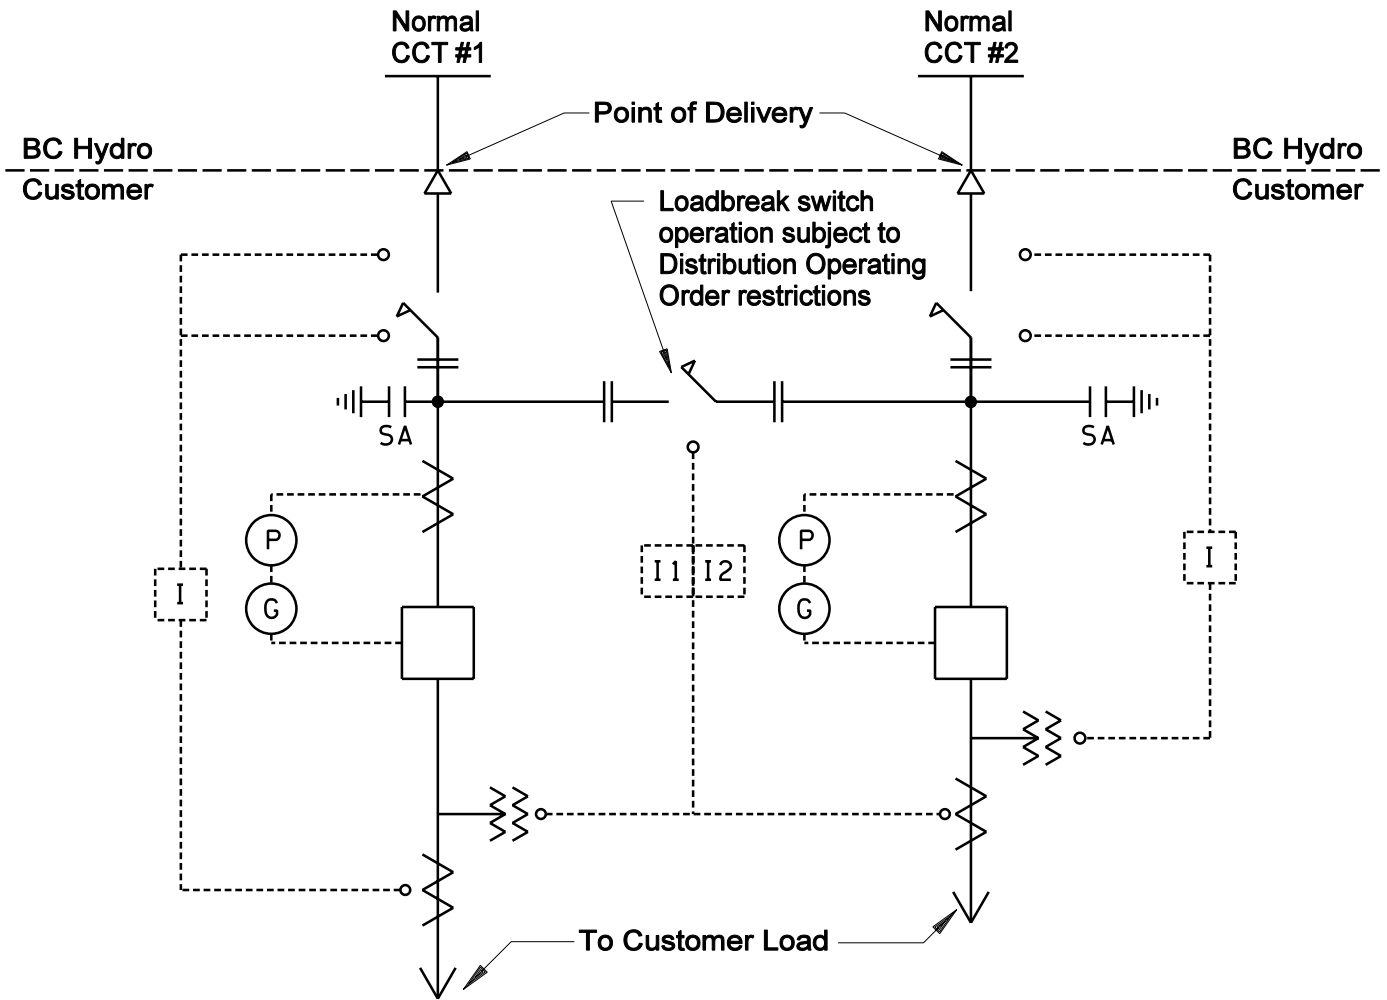 Normal
CCT #1
Normal
CCT #2
Point of Delivery
BC Hydro
BC Hydro
Customer
Customer
Loadbreak switch
operation subject to
Distribution Operating
Order restrictions
SA
SA
P
P
I1
I2
I
I
G
G
To Customer Load